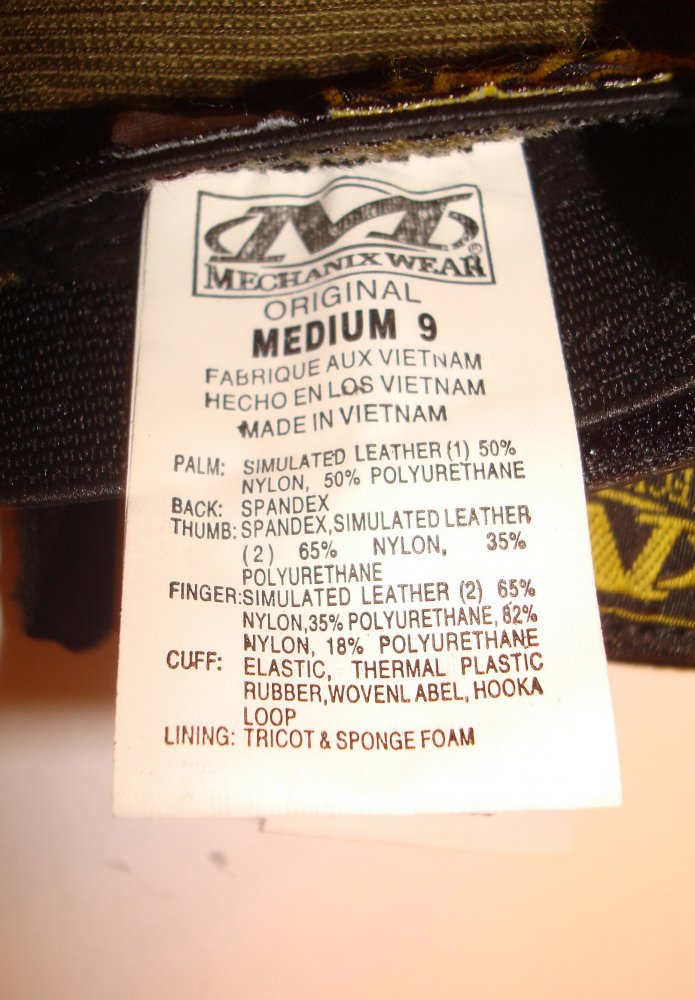 MECHANIX WEAR®
ORIGINAL
MEDIUM 9
FABRIQUE AUX VIETNAM
HECHO EN LOS VIETNAM
MADE IN VIETNAM
PALM: SIMULATED LEATHER (1) 50%
NYLON, 50% POLYURETHANE
BACK: SPANDEX
THUMB: SPANDEX,SIMULATED LEATHER
(2) 65% NYLON, 35%
POLYURETHANE
FINGER:SIMULATED LEATHER (2) 65%
NYLON,35% POLYURETHANE,82%
NYLON, 18% POLYURETHANE
CUFF: ELASTIC, THERMAL PLASTIC
RUBBER,WOVENL ABEL, HOOKA
LOOP
LINING: TRICOT & SPONGE FOAM